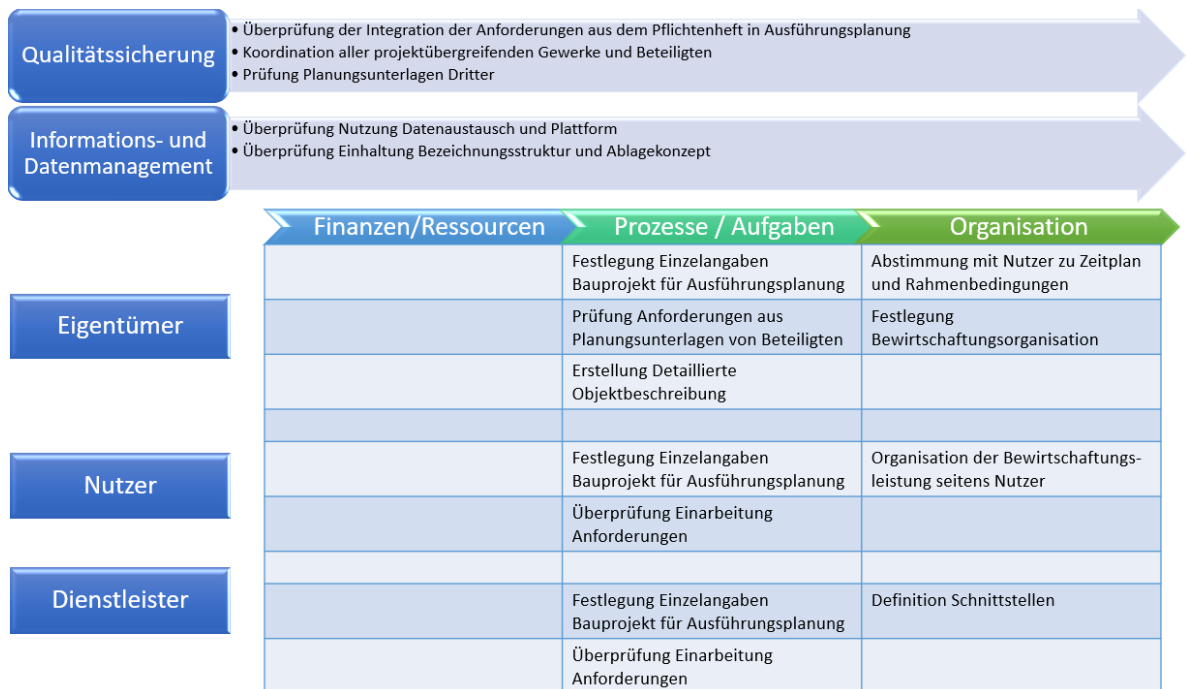 Qualitätssicherung
• Überprüfung der Integration der Anforderungen aus dem Pflichtenheft in Ausführungsplanung
• Koordination aller projektübergreifenden Gewerke und Beteiligten
• Prüfung Planungsunterlagen Dritter
Informations- und
Datenmanagement
• Überprüfung Nutzung Datenaustausch und Plattform
• Überprüfung Einhaltung Bezeichnungsstruktur und Ablagekonzept
Finanzen/Ressourcen
Prozesse / Aufgaben
Organisation
Eigentümer
Festlegung Einzelangaben
Bauprojekt für Ausführungsplanung
Abstimmung mit Nutzer zu Zeitplan
und Rahmenbedingungen
Prüfung Anforderungen aus
Planungsunterlagen von Beteiligten
Festlegung
Bewirtschaftungsorganisation
Erstellung Detaillierte
Objektbeschreibung
Nutzer
Festlegung Einzelangaben
Bauprojekt für Ausführungsplanung
Organisation der Bewirtschaftungs-
leistung seitens Nutzer
Überprüfung Einarbeitung
Anforderungen
Dienstleister
Festlegung Einzelangaben
Bauprojekt für Ausführungsplanung
Definition Schnittstellen
Überprüfung Einarbeitung
Anforderungen